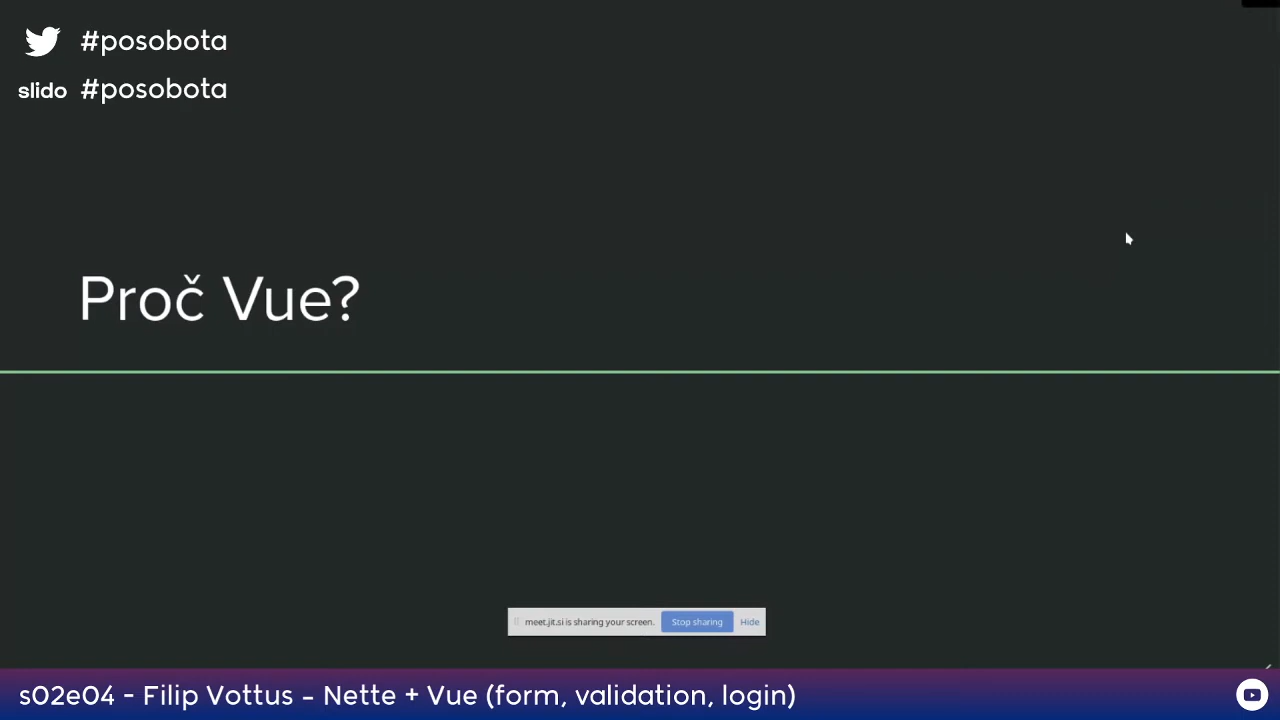 #posobota
slido #posobota
Proč Vue?
meet.jit.si is sharing your screen. Stop sharing Hide
s02e04 - Filip Vottus - Nette + Vue (form, validation, login)